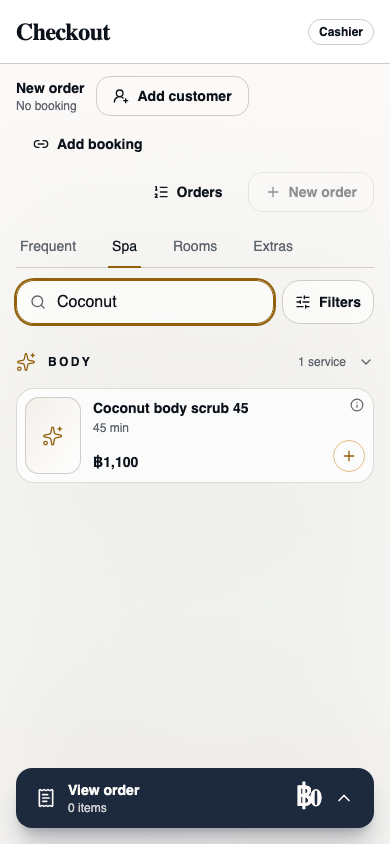 Checkout
Cashier
New order
No booking
Add customer
Add booking
Orders
New order
Frequent
Spa
Rooms
Extras
Coconut
Filters
BODY
1 service
Coconut body scrub 45
45 min
฿1,100
View order
0 items
฿0